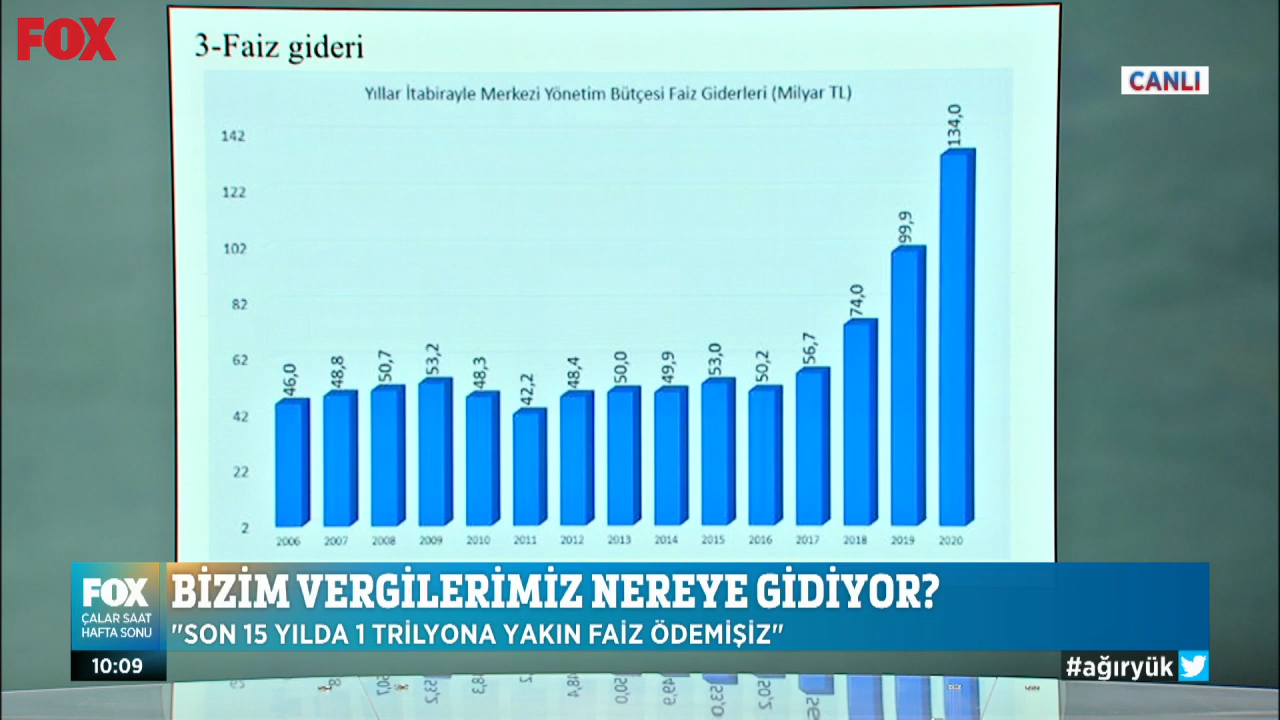 FOX
3-Faiz gideri
CANLI
Yıllar İtabirayle Merkezi Yönetim Bütçesi Faiz Giderleri (Milyar TL)
142
122
102
82
62
42
22
2
46,0
48,8
50,7
53,2
48,3
42,2
48,4
50,0
49,9
53,0
50,2
56,7
74,0
99,9
134,0
2006 2007 2008 2009 2010 2011 2012 2013 2014 2015 2016 2017 2018 2019 2020
FOX
ÇALAR SAAT
HAFTA SONU
10:09
BİZİM VERGİLERİMİZ NEREYE GİDİYOR?
"SON 15 YILDA 1 TRİLYONA YAKIN FAİZ ÖDEMİŞİZ"
#ağıryük